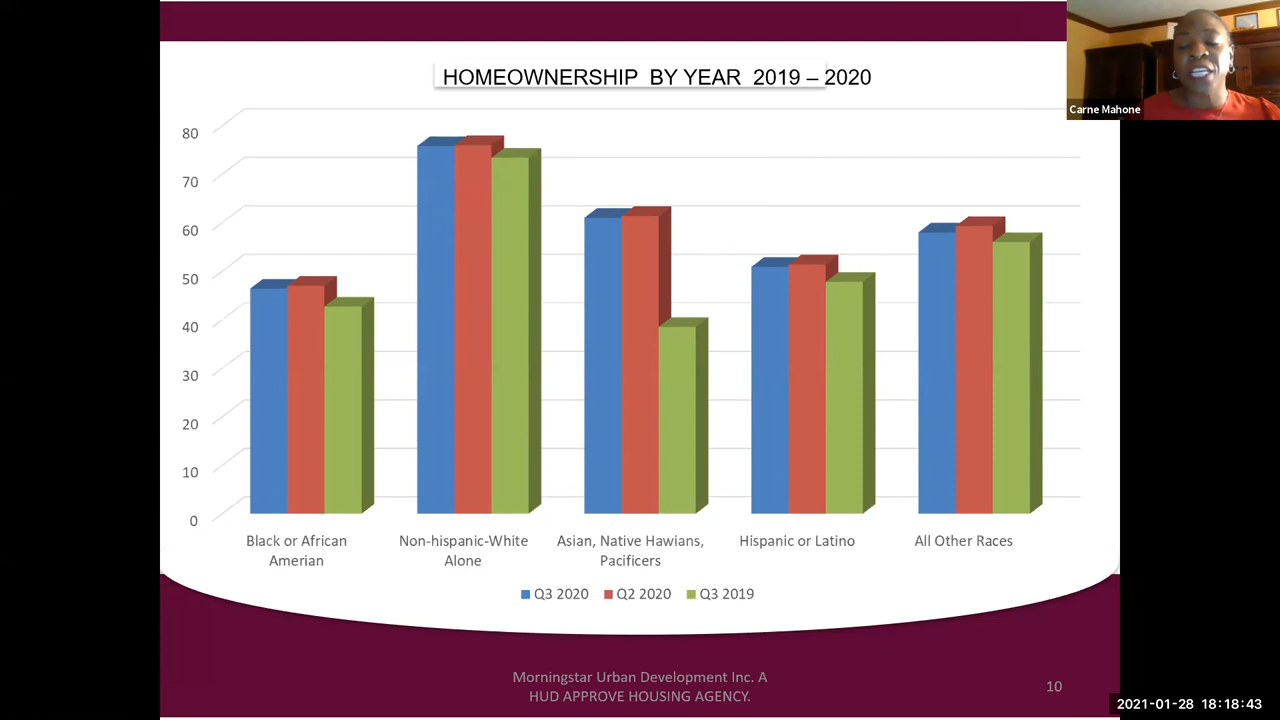 HOMEOWNERSHIP BY YEAR 2019 – 2020
Carne Mahone
80
70
60
50
40
30
20
10
0
Black or African
Amerian
Non-hispanic-White
Alone
Asian, Native Hawians,
Pacificers
Hispanic or Latino
All Other Races
Q3 2020
Q2 2020
Q3 2019
Morningstar Urban Development Inc. A
HUD APPROVE HOUSING AGENCY.
10
2021-01-28 18:18:43